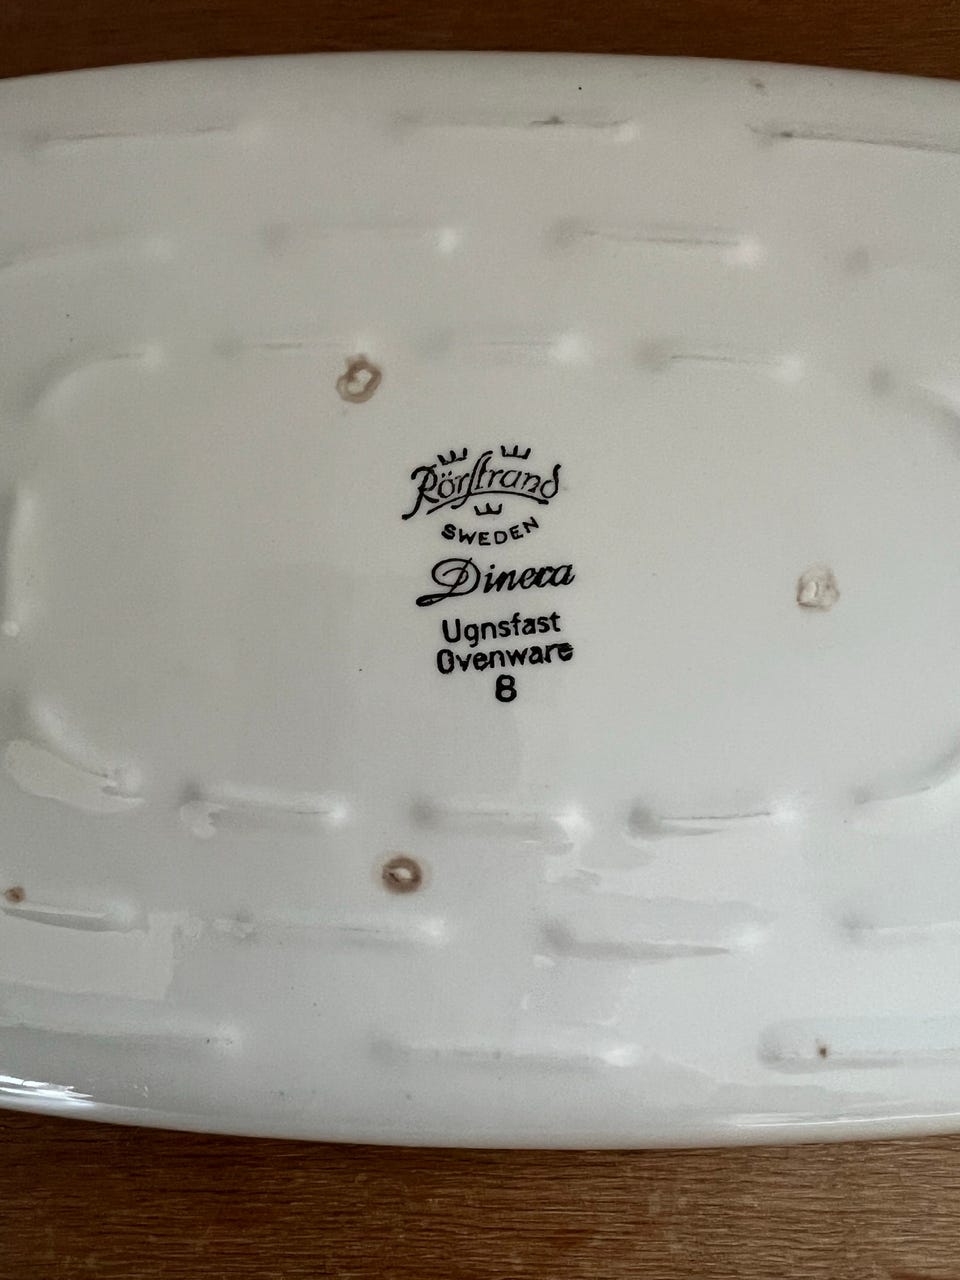 Rörstrand
SWEDEN
Dinera
Ugnsfast
Ovenware
8